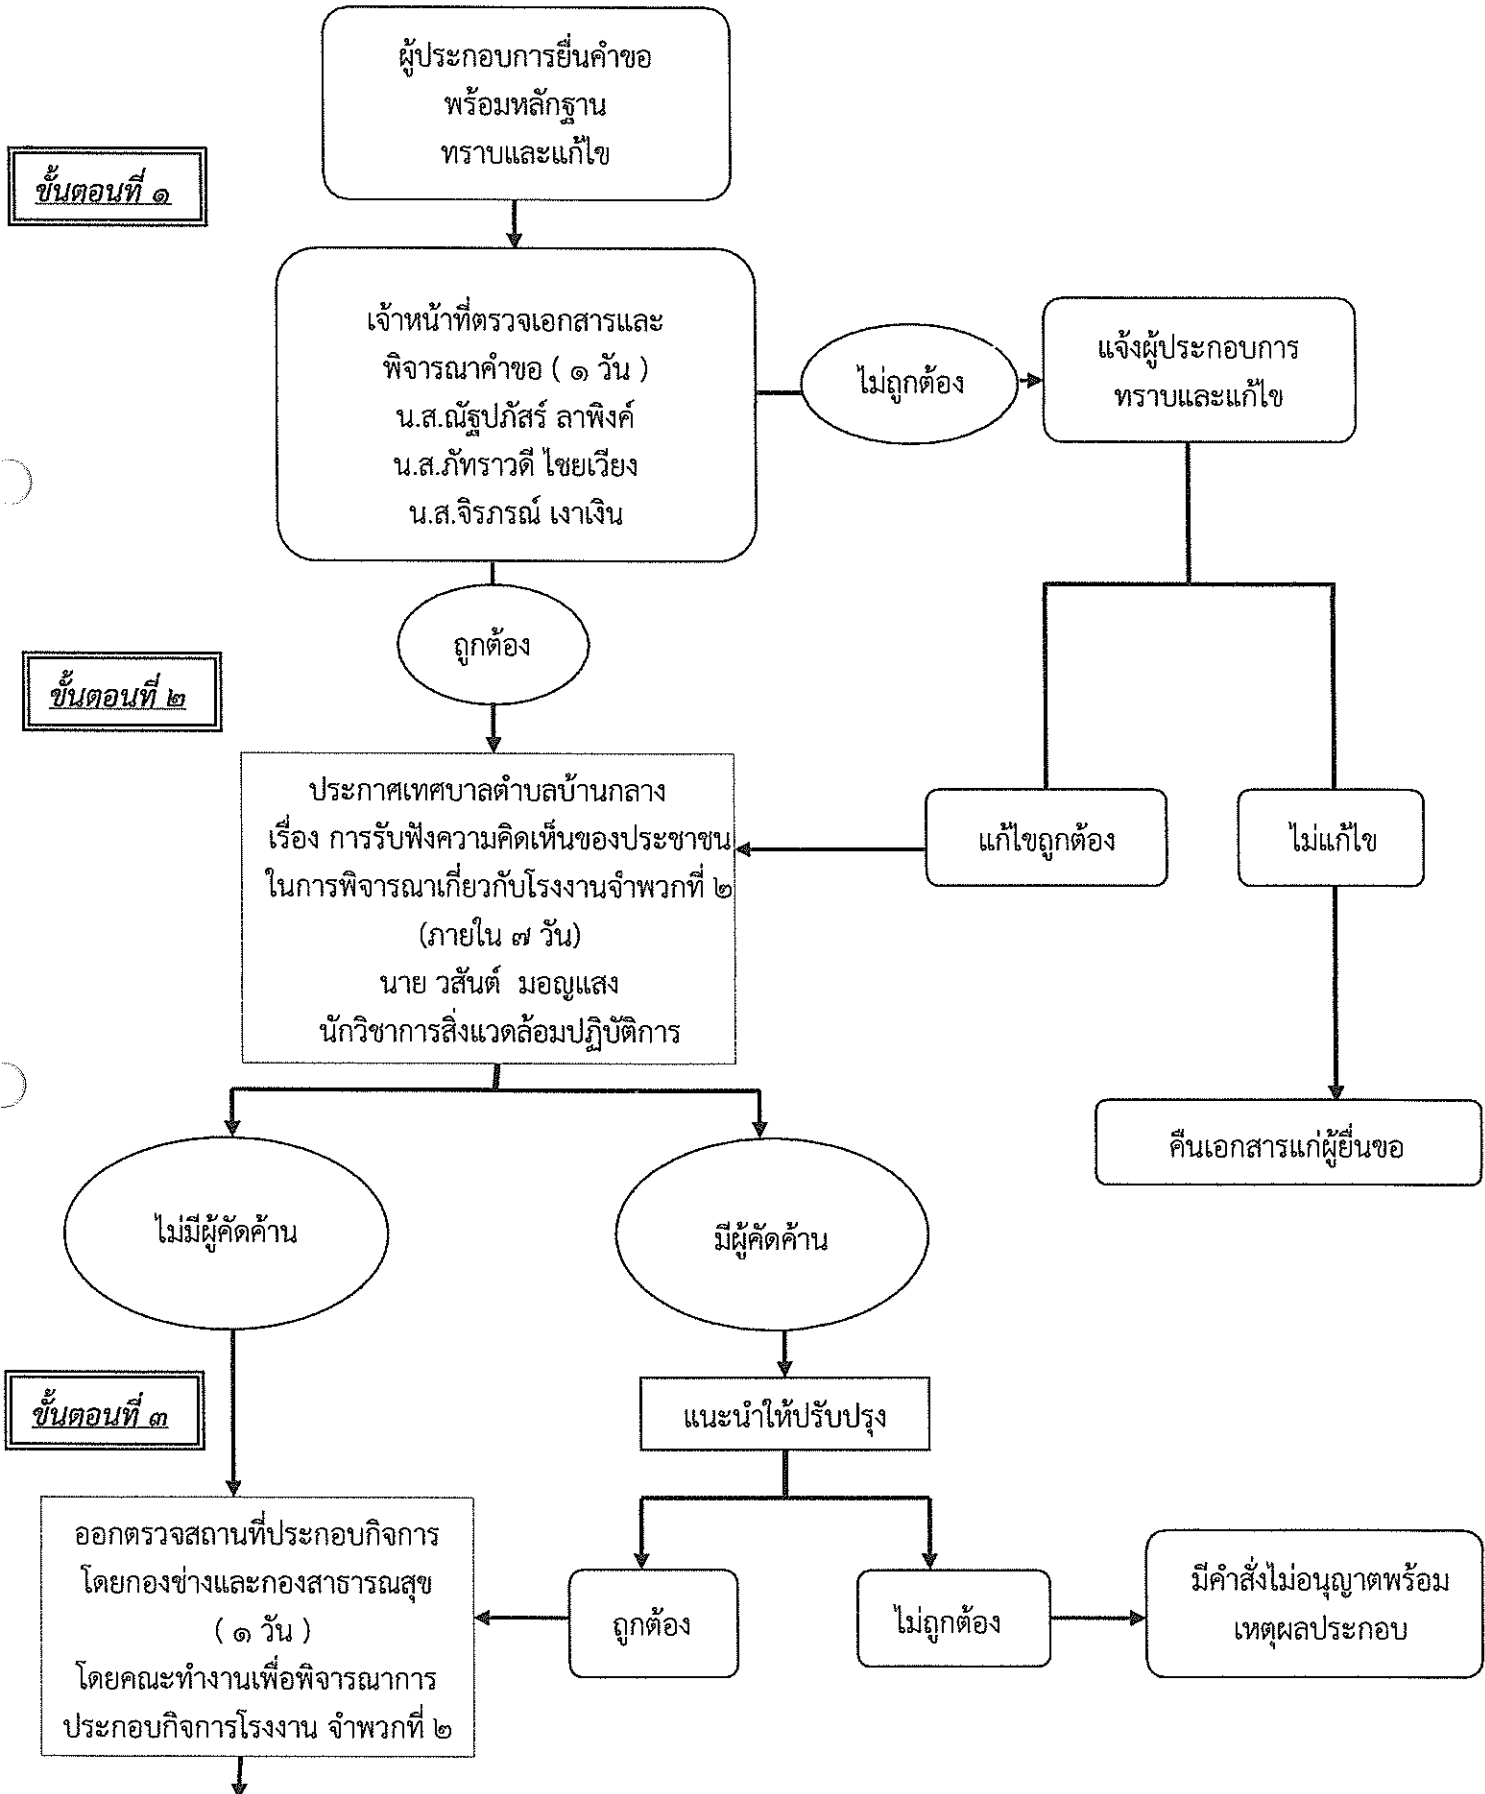 ผู้ประกอบการยื่นคำขอ
พร้อมหลักฐาน
ทราบและแก้ไข
ขั้นตอนที่ ๑
เจ้าหน้าที่ตรวจเอกสารและ
พิจารณาคำขอ ( ๑ วัน )
น.ส.ณัฐปภัสร์ ลาพิงค์
น.ส.ภัทราวดี ไชยเวียง
น.ส.จิรภรณ์ เงาเงิน
ไม่ถูกต้อง
แจ้งผู้ประกอบการ
ทราบและแก้ไข
ถูกต้อง
ขั้นตอนที่ ๒
ประกาศเทศบาลตำบลบ้านกลาง
เรื่อง การรับฟังความคิดเห็นของประชาชน
ในการพิจารณาเกี่ยวกับโรงงานจำพวกที่ ๒
(ภายใน ๗ วัน)
นาย วสันต์ มอญแสง
นักวิชาการสิ่งแวดล้อมปฏิบัติการ
แก้ไขถูกต้อง
ไม่แก้ไข
คืนเอกสารแก่ผู้ยื่นขอ
ไม่มีผู้คัดค้าน
มีผู้คัดค้าน
ขั้นตอนที่ ๓
แนะนำให้ปรับปรุง
ออกตรวจสถานที่ประกอบกิจการ
โดยกองช่างและกองสาธารณสุข
( ๑ วัน )
โดยคณะทำงานเพื่อพิจารณาการ
ประกอบกิจการโรงงาน จำพวกที่ ๒
ถูกต้อง
ไม่ถูกต้อง
มีคำสั่งไม่อนุญาตพร้อม
เหตุผลประกอบ